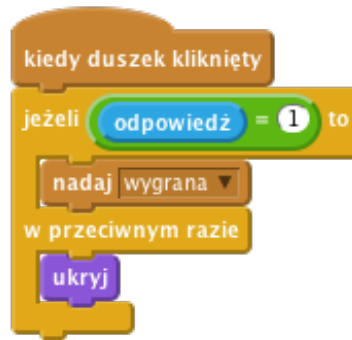 kiedy duszek kliknięty
jeżeli odpowiedź = 1 to
nadaj wygrana
w przeciwnym razie
ukryj